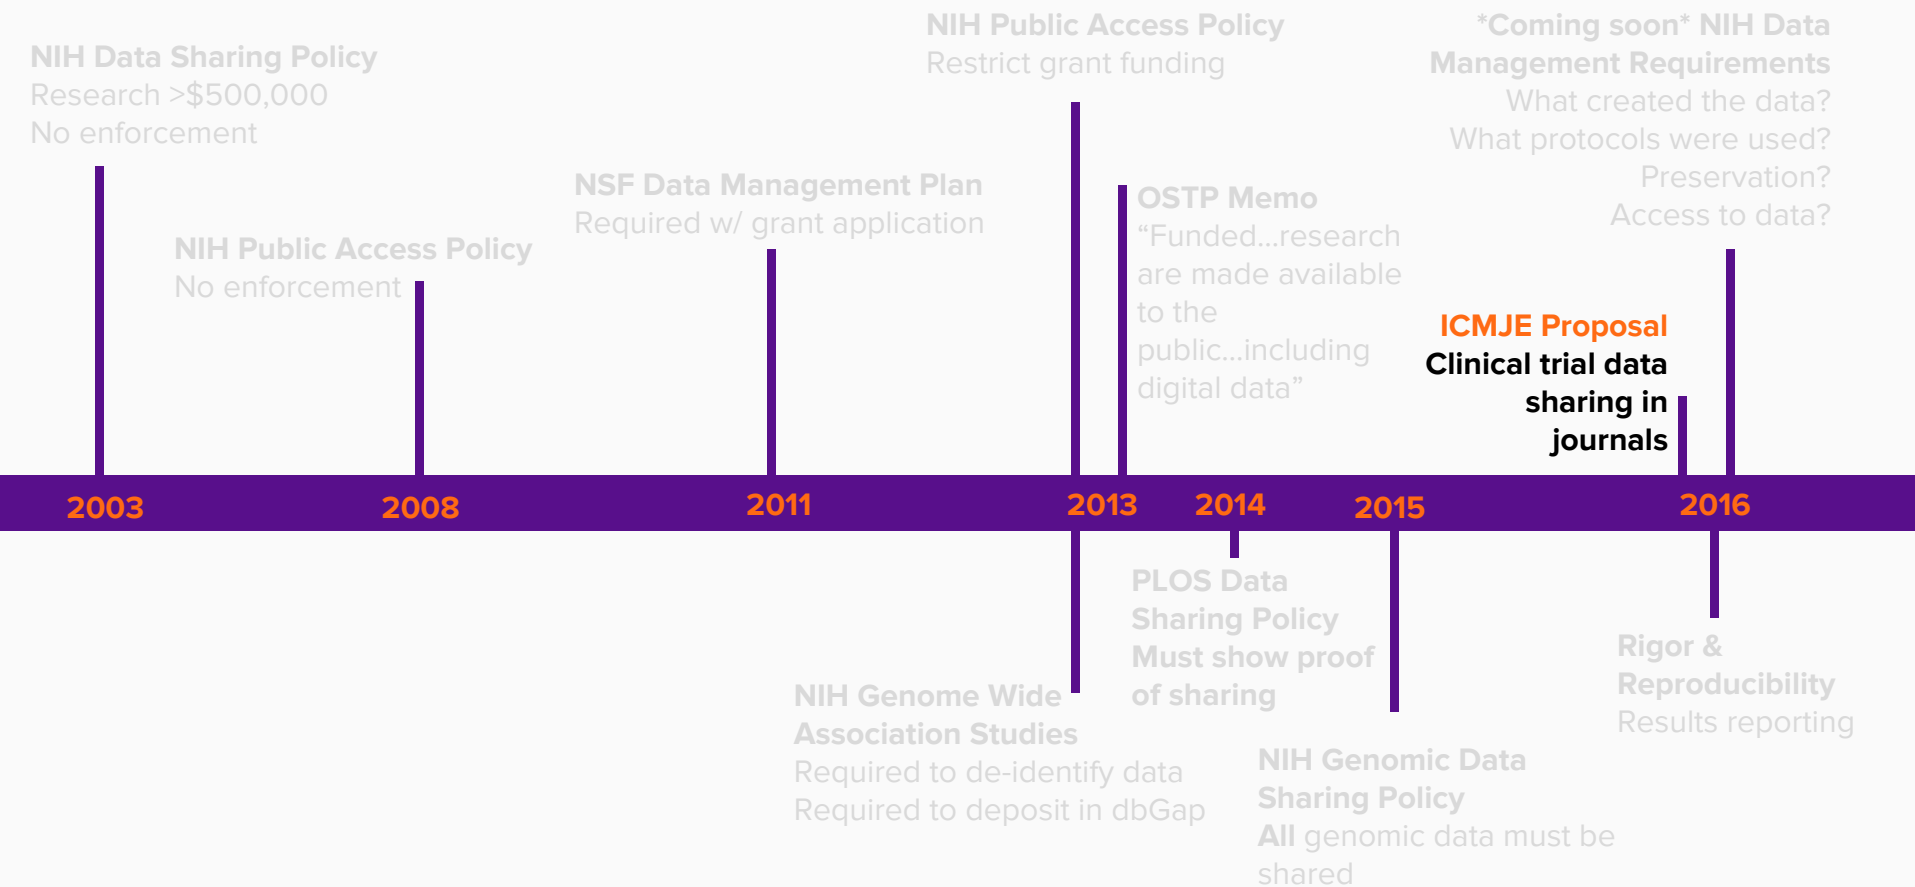 NIH Data Sharing Policy
Research >$500,000
No enforcement
NIH Public Access Policy
No enforcement
NSF Data Management Plan
Required w/ grant application
NIH Public Access Policy
Restrict grant funding
OSTP Memo
“Funded...research
are made available
to the
public...including
digital data”
*Coming soon* NIH Data
Management Requirements
What created the data?
What protocols were used?
Preservation?
Access to data?
ICMJE Proposal
Clinical trial data
sharing in
journals
2003 2008 2011 2013 2014 2015 2016
NIH Genome Wide
Association Studies
Required to de-identify data
Required to deposit in dbGap
PLOS Data
Sharing Policy
Must show proof
of sharing
NIH Genomic Data
Sharing Policy
All genomic data must be
shared
Rigor &
Reproducibility
Results reporting